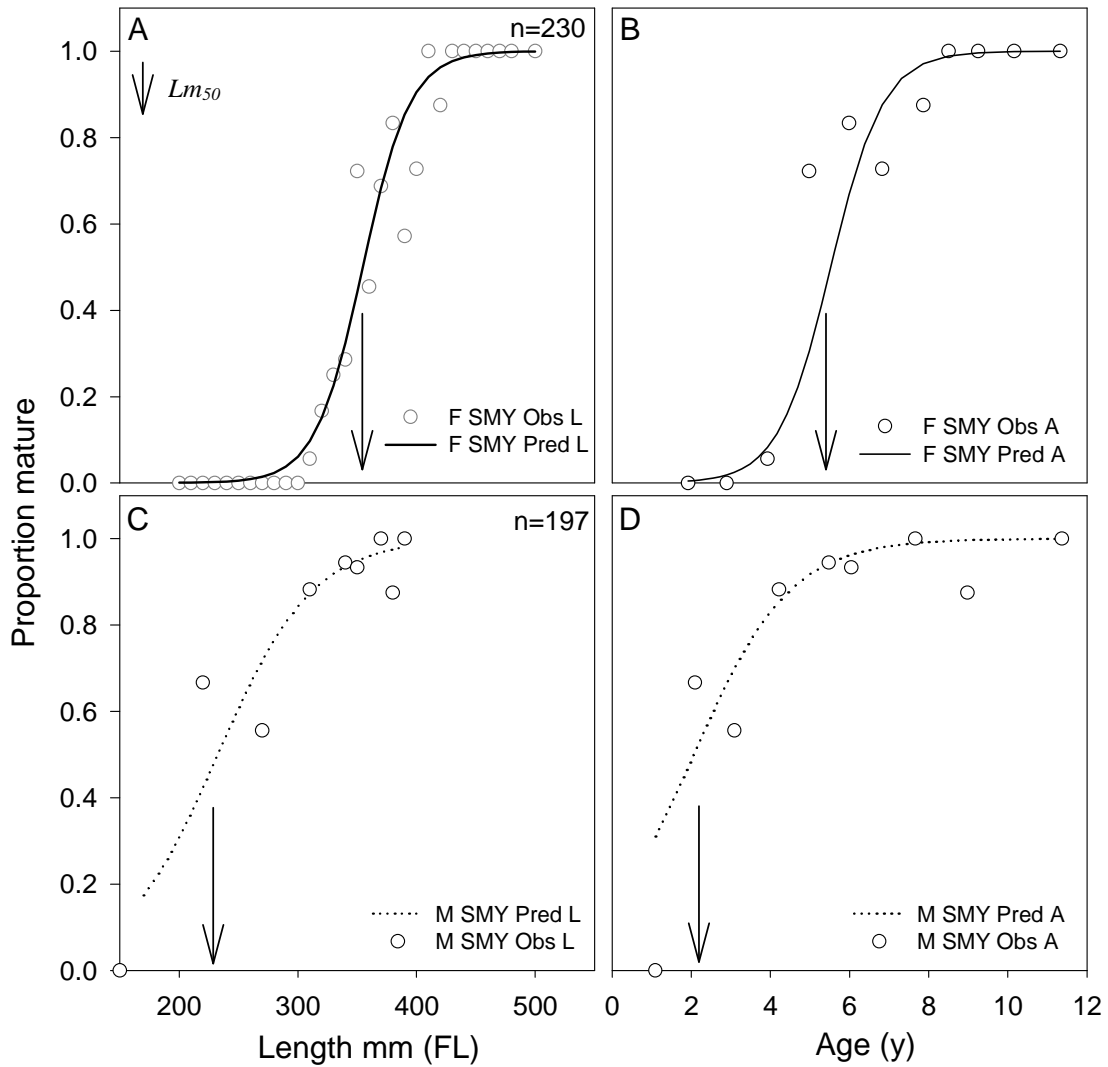 Proportion mature
A
n=230
Lm50
1.0
0.8
0.6
0.4
0.2
0.0
F SMY Obs L
F SMY Pred L
B
F SMY Obs A
F SMY Pred A
C
n=197
1.0
0.8
0.6
0.4
0.2
0.0
M SMY Pred L
M SMY Obs L
200 300 400 500
Length mm (FL)
D
M SMY Pred A
M SMY Obs A
0 2 4 6 8 10 12
Age (y)